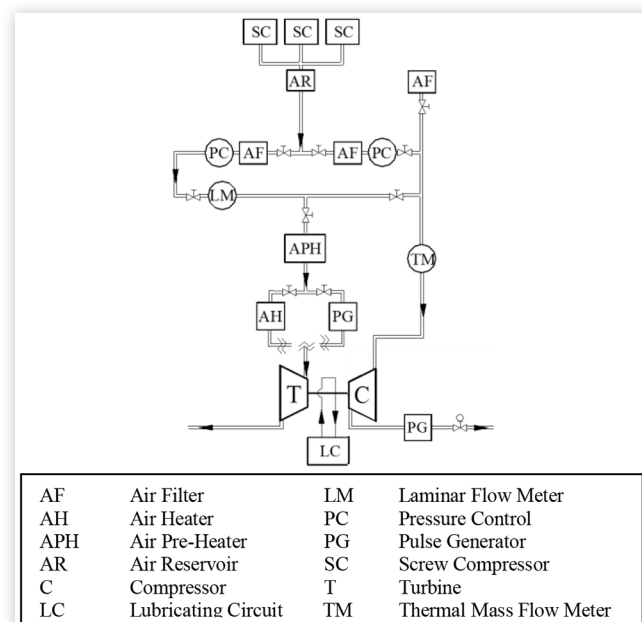 SC SC SC
AR AF
PC AF AF PC
LM
APH TM
AH PG
T C
PG
LC
AF Air Filter LM Laminar Flow Meter
AH Air Heater PC Pressure Control
APH Air Pre-Heater PG Pulse Generator
AR Air Reservoir SC Screw Compressor
C Compressor T Turbine
LC Lubricating Circuit TM Thermal Mass Flow Meter